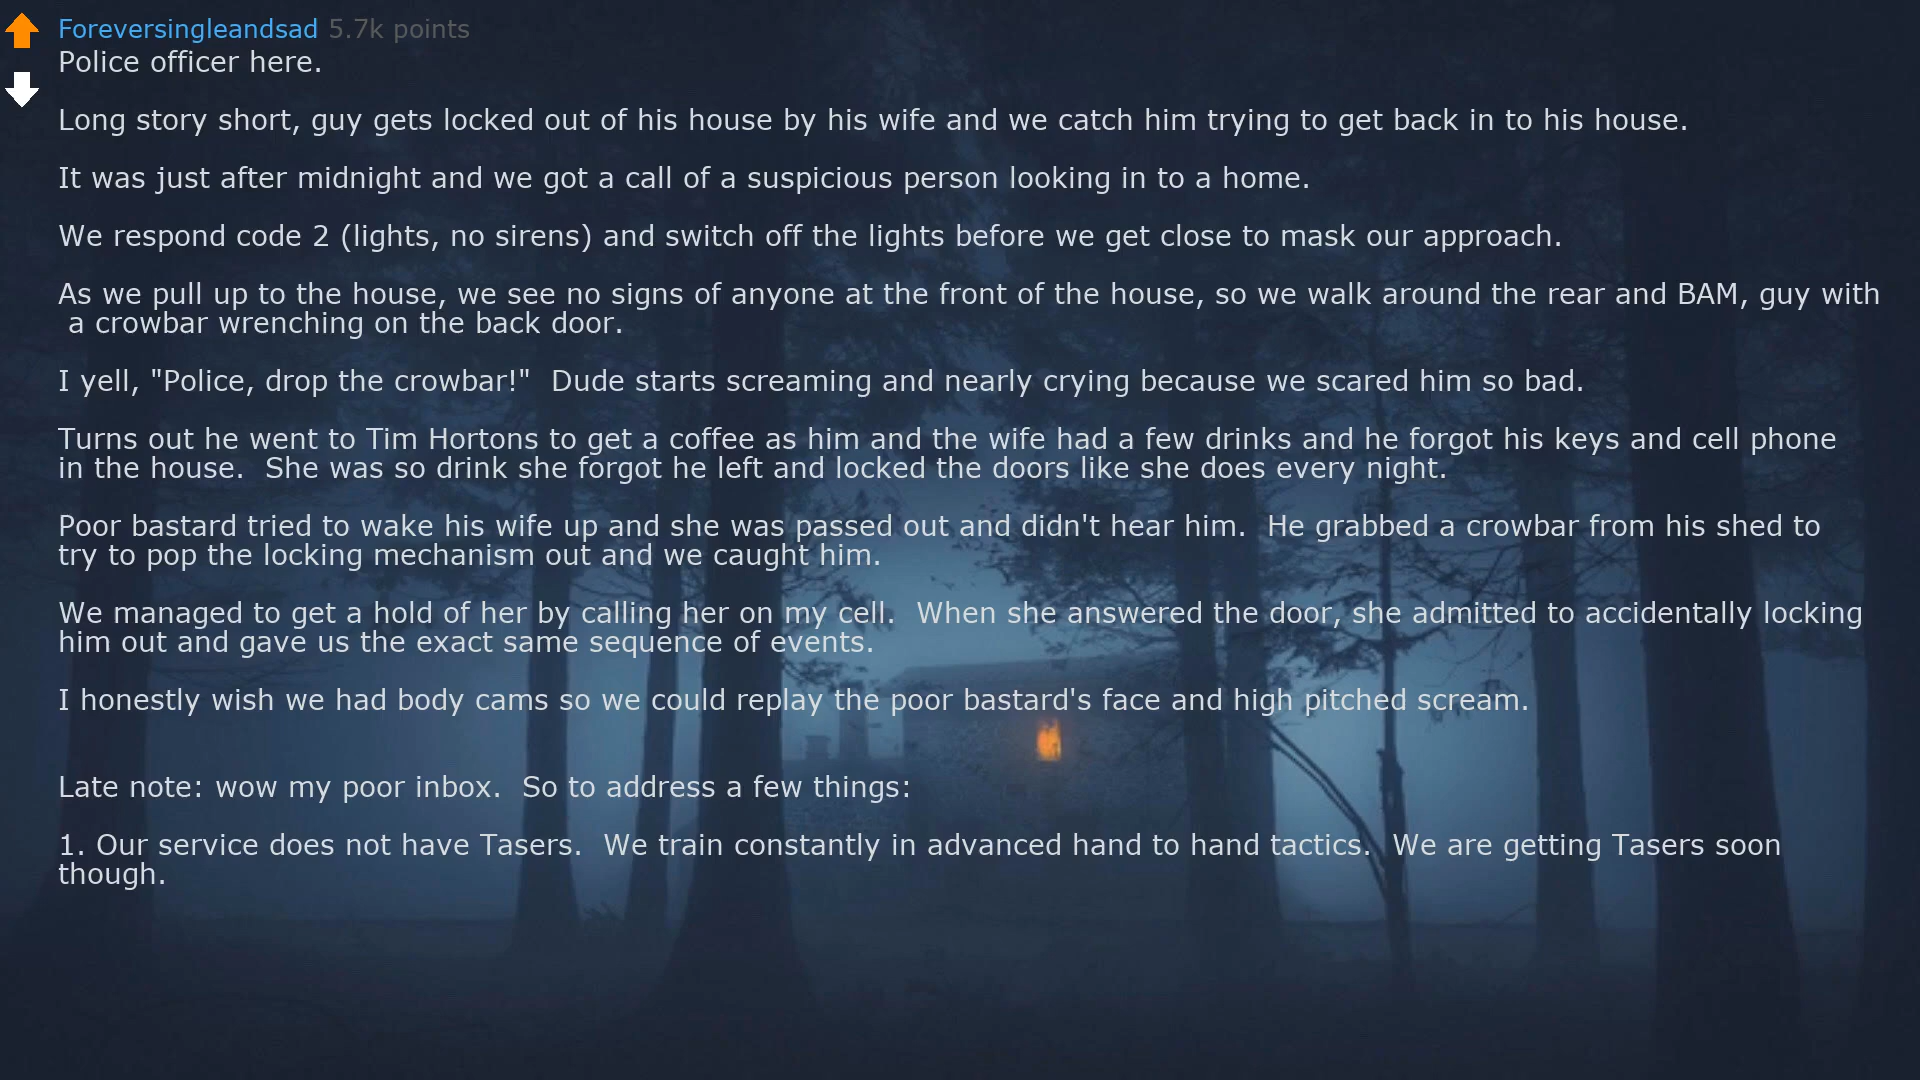 Foreversingleandsad 5.7k points
Police officer here.
Long story short, guy gets locked out of his house by his wife and we catch him trying to get back in to his house.
It was just after midnight and we got a call of a suspicious person looking in to a home.
We respond code 2 (lights, no sirens) and switch off the lights before we get close to mask our approach.
As we pull up to the house, we see no signs of anyone at the front of the house, so we walk around the rear and BAM, guy with
a crowbar wrenching on the back door.
I yell, "Police, drop the crowbar!"  Dude starts screaming and nearly crying because we scared him so bad.
Turns out he went to Tim Hortons to get a coffee as him and the wife had a few drinks and he forgot his keys and cell phone
in the house.  She was so drink she forgot he left and locked the doors like she does every night.
Poor bastard tried to wake his wife up and she was passed out and didn't hear him.  He grabbed a crowbar from his shed to
try to pop the locking mechanism out and we caught him.
We managed to get a hold of her by calling her on my cell.  When she answered the door, she admitted to accidentally locking
him out and gave us the exact same sequence of events.
I honestly wish we had body cams so we could replay the poor bastard's face and high pitched scream.
Late note: wow my poor inbox.  So to address a few things:
1. Our service does not have Tasers.  We train constantly in advanced hand to hand tactics.  We are getting Tasers soon
though.